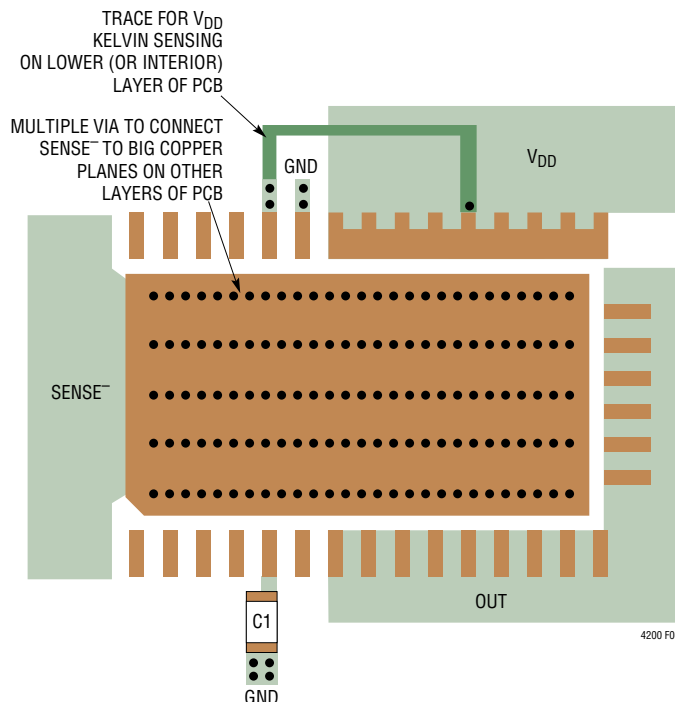 TRACE FOR VDD
KELVIN SENSING
ON LOWER (OR INTERIOR)
LAYER OF PCB
MULTIPLE VIA TO CONNECT
SENSE⁻ TO BIG COPPER
PLANES ON OTHER
LAYERS OF PCB
GND
VDD
SENSE⁻
OUT
C1
GND
4200 F0